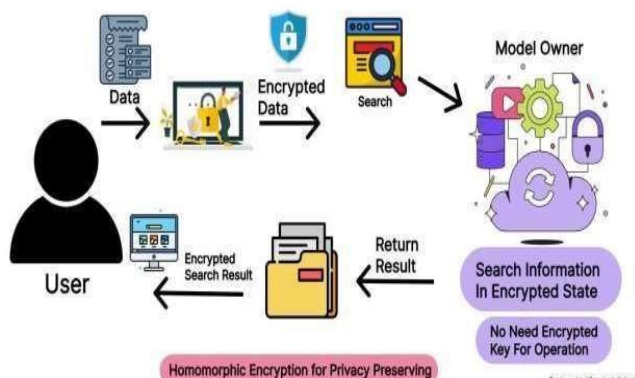 Data
Encrypted
Data
Search
Model Owner
User
Encrypted
Search Result
Return
Result
Search Information
In Encrypted State
No Need Encrypted
Key For Operation
Homomorphic Encryption for Privacy Preserving